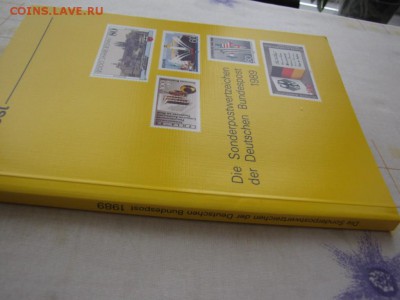 COINS.LAVE.RU
Die Sonderpostwertzeichen
der Deutschen Bundespost
1989
Die Sonderpostwertzeichen der Deutschen Bundespost 1989